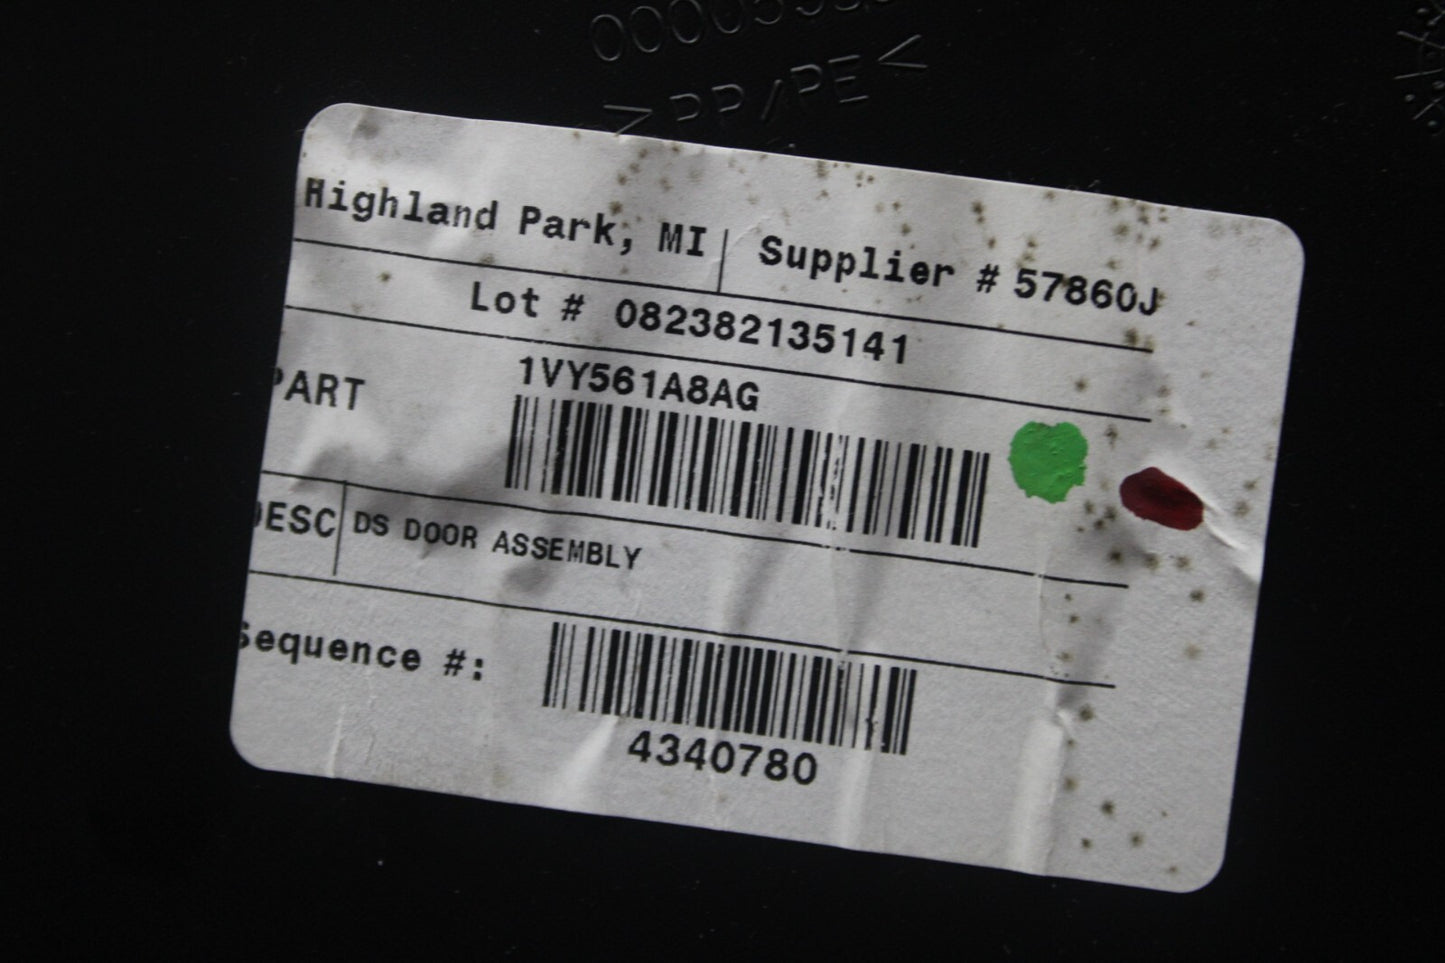 >PP/PE<
Highland Park, MI Supplier # 57860J
Lot # 082382135141
PART 1VY561A8AG
DESC DS DOOR ASSEMBLY
Sequence #:
4340780